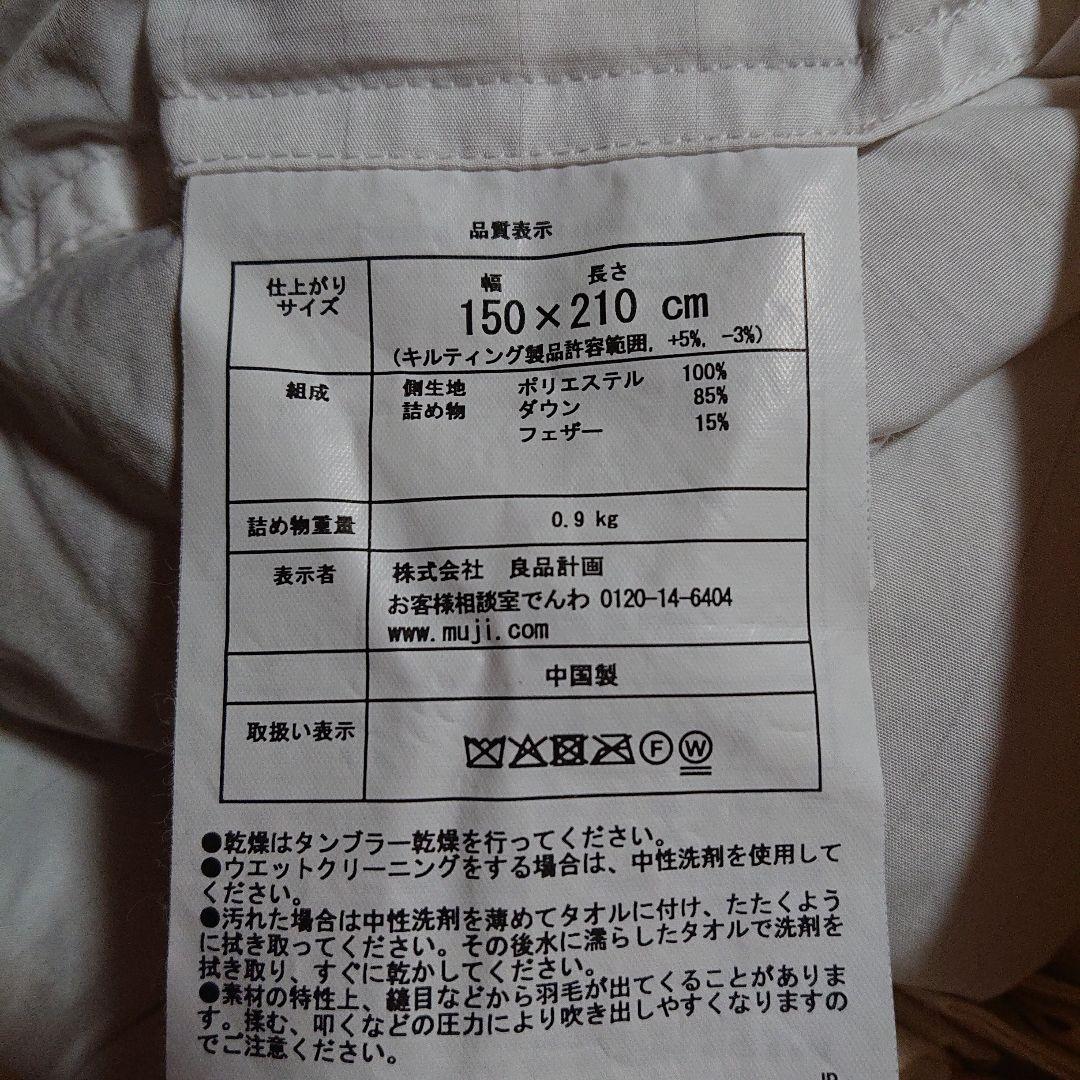 品質表示
仕上がり
サイズ
幅 長さ
150×210 cm
(キルティング製品許容範囲, +5%, -3%)
組成
側生地 ポリエステル 100%
詰め物 ダウン 85%
フェザー 15%
詰め物重量
0.9 kg
表示者
株式会社 良品計画
お客様相談室でんわ 0120-14-6404
www.muji.com
中国製
取扱い表示
F W
●乾燥はタンブラー乾燥を行ってください。
●ウエットクリーニングをする場合は、中性洗剤を使用して
ください。
●汚れた場合は中性洗剤を薄めてタオルに付け、たたくよう
に拭き取ってください。その後水に濡らしたタオルで洗剤を
拭き取り、すぐに乾かしてください。
●素材の特性上、縫目などから羽毛が出てくることがありま
す。揉む、叩くなどの圧力により吹き出しやすくなりますの
でご注意ください。